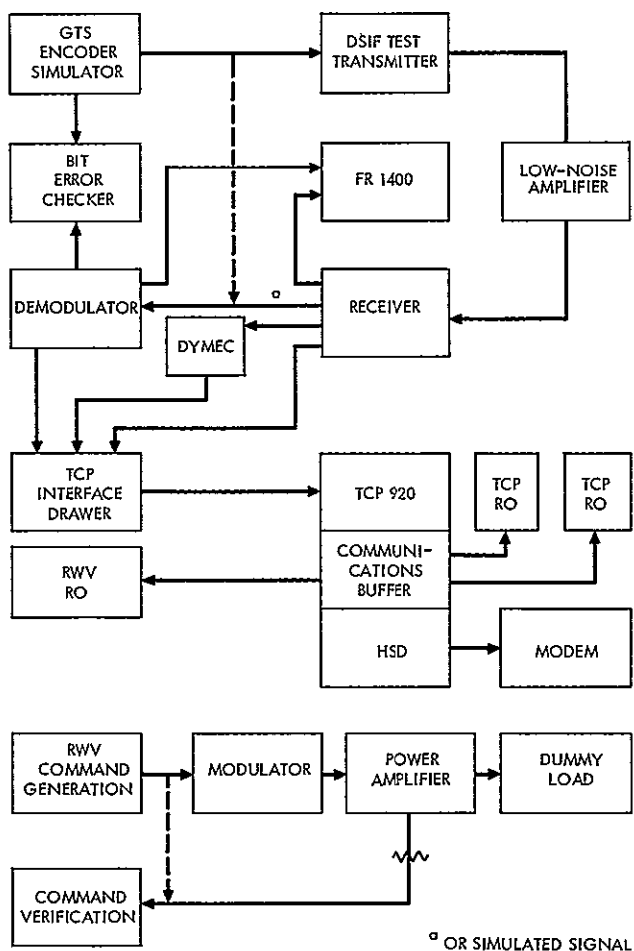 GTS
ENCODER
SIMULATOR
DSIF TEST
TRANSMITTER
BIT
ERROR
CHECKER
FR 1400
LOW-NOISE
AMPLIFIER
DEMODULATOR
a
RECEIVER
DYMEC
TCP
INTERFACE
DRAWER
TCP 920
TCP
RO
TCP
RO
RWV
RO
COMMUNI-
CATIONS
BUFFER
HSD
MODEM
RWV
COMMAND
GENERATION
MODULATOR
POWER
AMPLIFIER
DUMMY
LOAD
COMMAND
VERIFICATION
a OR SIMULATED SIGNAL